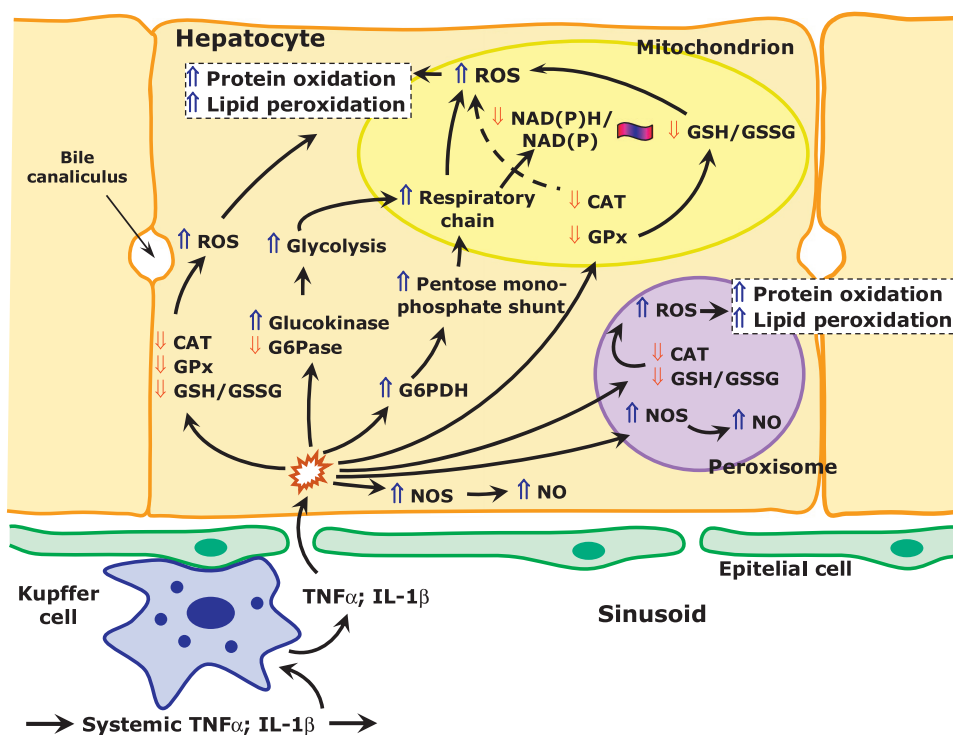 Hepatocyte
Mitochondrion
⇑ Protein oxidation
⇑ Lipid peroxidation
⇑ ROS
⇓ NAD(P)H/
NAD(P)
⇓ GSH/GSSG
Bile
canaliculus
⇑ Respiratory
chain
⇓ CAT
⇓ GPx
⇑ ROS
⇑ Glycolysis
⇑ Pentose mono-
phosphate shunt
⇑ Glucokinase
⇓ G6Pase
⇓ CAT
⇓ GPx
⇓ GSH/GSSG
⇑ G6PDH
⇑ ROS
⇑ Protein oxidation
⇑ Lipid peroxidation
⇓ CAT
⇓ GSH/GSSG
⇑ NOS
⇑ NO
Peroxisome
⇑ NOS
⇑ NO
Epitelial cell
Kupffer
cell
TNFα; IL-1β
Sinusoid
Systemic TNFα; IL-1β